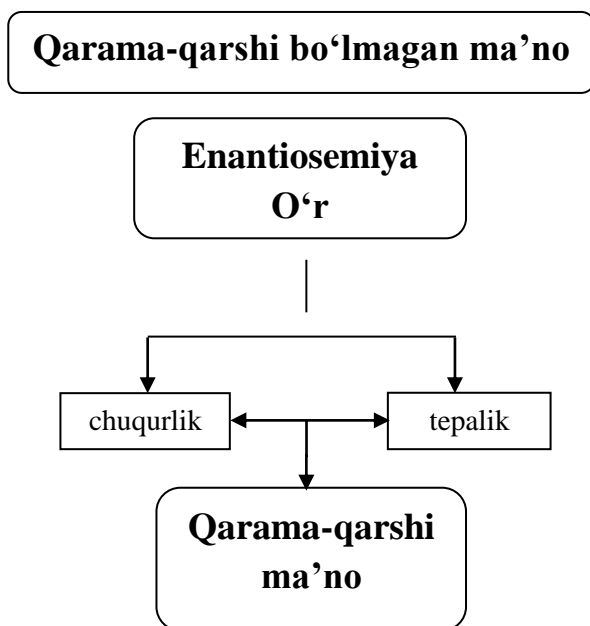 Qarama-qarshi bo‘lmagan ma’no
Enantiosemiya
O‘r
chuqurlik
tepalik
Qarama-qarshi
ma’no